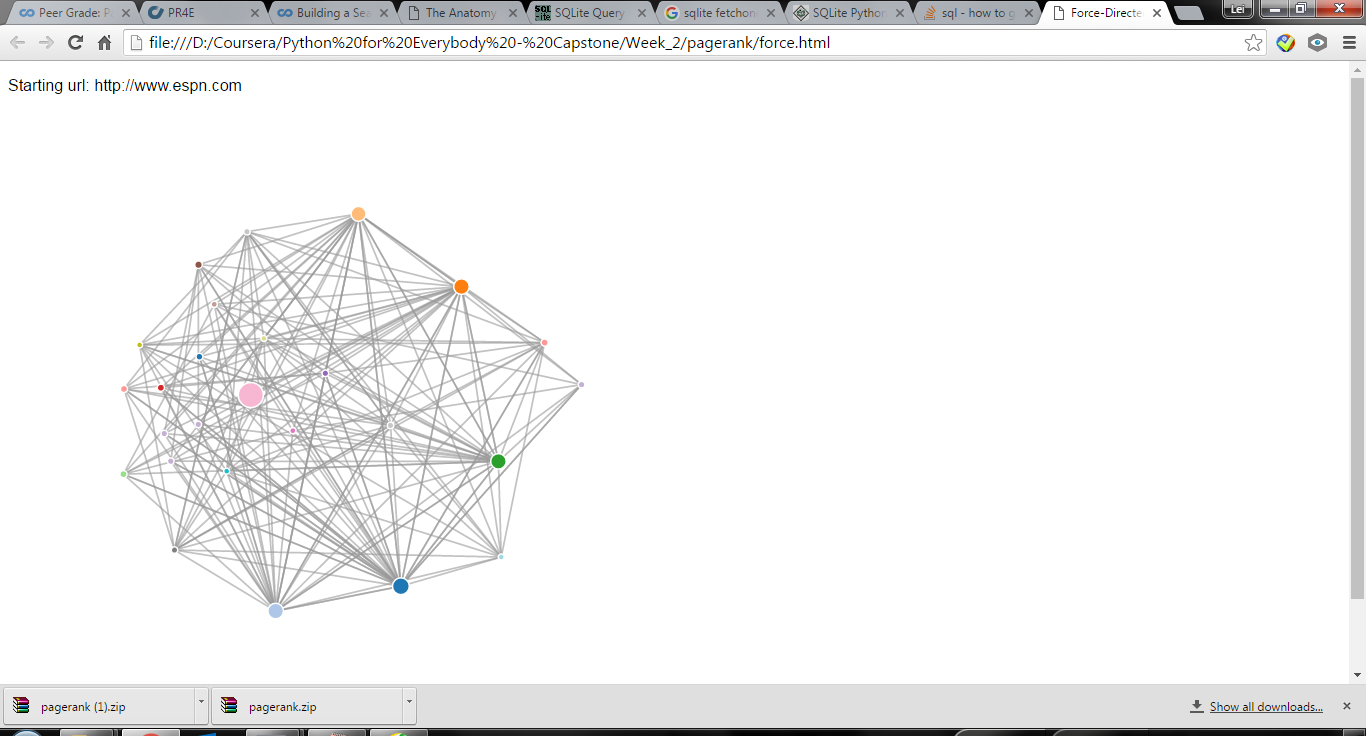 Peer Grade: P
PR4E
Building a Sea
The Anatomy
SQLite Query
sqlite fetchon
SQLite Python
sql - how to g
Force-Directe
Lei
file:///D:/Coursera/Python%20for%20Everybody%20-%20Capstone/Week_2/pagerank/force.html
Starting url: http://www.espn.com
pagerank (1).zip
pagerank.zip
Show all downloads...